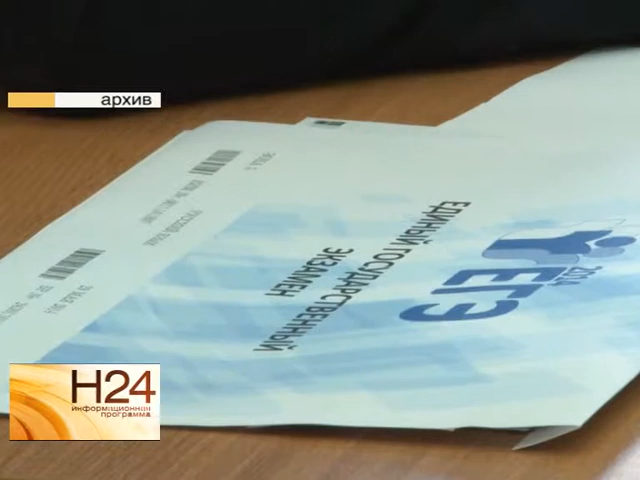 архив
ЕДИНЫЙ ГОСУДАРСТВЕННЫЙ
ЭКЗАМЕН
ЕГЭ
2014
Н24
информационная
программа